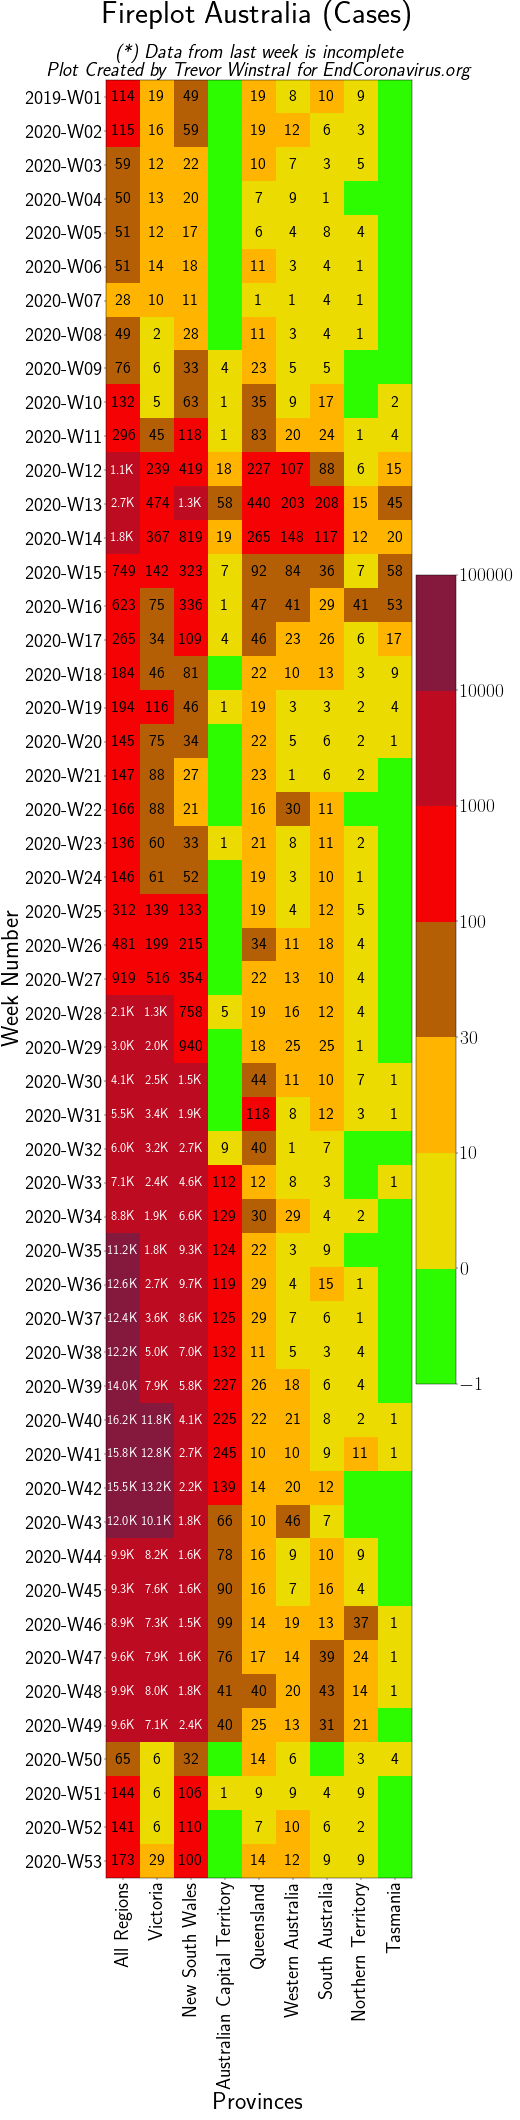 Fireplot Australia (Cases)
(*) Data from last week is incomplete
Plot Created by Trevor Winstral for EndCoronavirus.org
2019-W01 114 19 49 19 8 10 9
2020-W02 115 16 59 19 12 6 3
2020-W03 59 12 22 10 7 3 5
2020-W04 50 13 20 7 9 1
2020-W05 51 12 17 6 4 8 4
2020-W06 51 14 18 11 3 4 1
2020-W07 28 10 11 1 1 4 1
2020-W08 49 2 28 11 3 4 1
2020-W09 76 6 33 4 23 5 5
2020-W10 132 5 63 1 35 9 17 2
2020-W11 296 45 118 1 83 20 24 1 4
2020-W12 1.1K 239 419 18 227 107 88 6 15
2020-W13 2.7K 474 1.3K 58 440 203 208 15 45
2020-W14 1.8K 367 819 19 265 148 117 12 20
2020-W15 749 142 323 7 92 84 36 7 58
2020-W16 623 75 336 1 47 41 29 41 53
2020-W17 265 34 109 4 46 23 26 6 17
2020-W18 184 46 81 22 10 13 3 9
2020-W19 194 116 46 1 19 3 3 2 4
2020-W20 145 75 34 22 5 6 2 1
2020-W21 147 88 27 23 1 6 2
2020-W22 166 88 21 16 30 11
2020-W23 136 60 33 1 21 8 11 2
2020-W24 146 61 52 19 3 10 1
2020-W25 312 139 133 19 4 12 5
2020-W26 481 199 215 34 11 18 4
2020-W27 919 516 354 22 13 10 4
2020-W28 2.1K 1.3K 758 5 19 16 12 4
2020-W29 3.0K 2.0K 940 18 25 25 1
2020-W30 4.1K 2.5K 1.5K 44 11 10 7 1
2020-W31 5.5K 3.4K 1.9K 118 8 12 3 1
2020-W32 6.0K 3.2K 2.7K 9 40 1 7
2020-W33 7.1K 2.4K 4.6K 112 12 8 3 1
2020-W34 8.8K 1.9K 6.6K 129 30 29 4 2
2020-W35 11.2K 1.8K 9.3K 124 22 3 9
2020-W36 12.6K 2.7K 9.7K 119 29 4 15 1
2020-W37 12.4K 3.6K 8.6K 125 29 7 6 1
2020-W38 12.2K 5.0K 7.0K 132 11 5 3 4
2020-W39 14.0K 7.9K 5.8K 227 26 18 6 4
2020-W40 16.2K 11.8K 4.1K 225 22 21 8 2 1
2020-W41 15.8K 12.8K 2.7K 245 10 10 9 11 1
2020-W42 15.5K 13.2K 2.2K 139 14 20 12
2020-W43 12.0K 10.1K 1.8K 66 10 46 7
2020-W44 9.9K 8.2K 1.6K 78 16 9 10 9
2020-W45 9.3K 7.6K 1.6K 90 16 7 16 4
2020-W46 8.9K 7.3K 1.5K 99 14 19 13 37 1
2020-W47 9.6K 7.9K 1.6K 76 17 14 39 24 1
2020-W48 9.9K 8.0K 1.8K 41 40 20 43 14 1
2020-W49 9.6K 7.1K 2.4K 40 25 13 31 21
2020-W50 65 6 32 14 6 3 4
2020-W51 144 6 106 1 9 9 4 9
2020-W52 141 6 110 7 10 6 2
2020-W53 173 29 100 14 12 9 9
Week Number
100000
10000
1000
100
30
10
0
−1
All Regions
Victoria
New South Wales
Australian Capital Territory
Queensland
Western Australia
South Australia
Northern Territory
Tasmania
Provinces